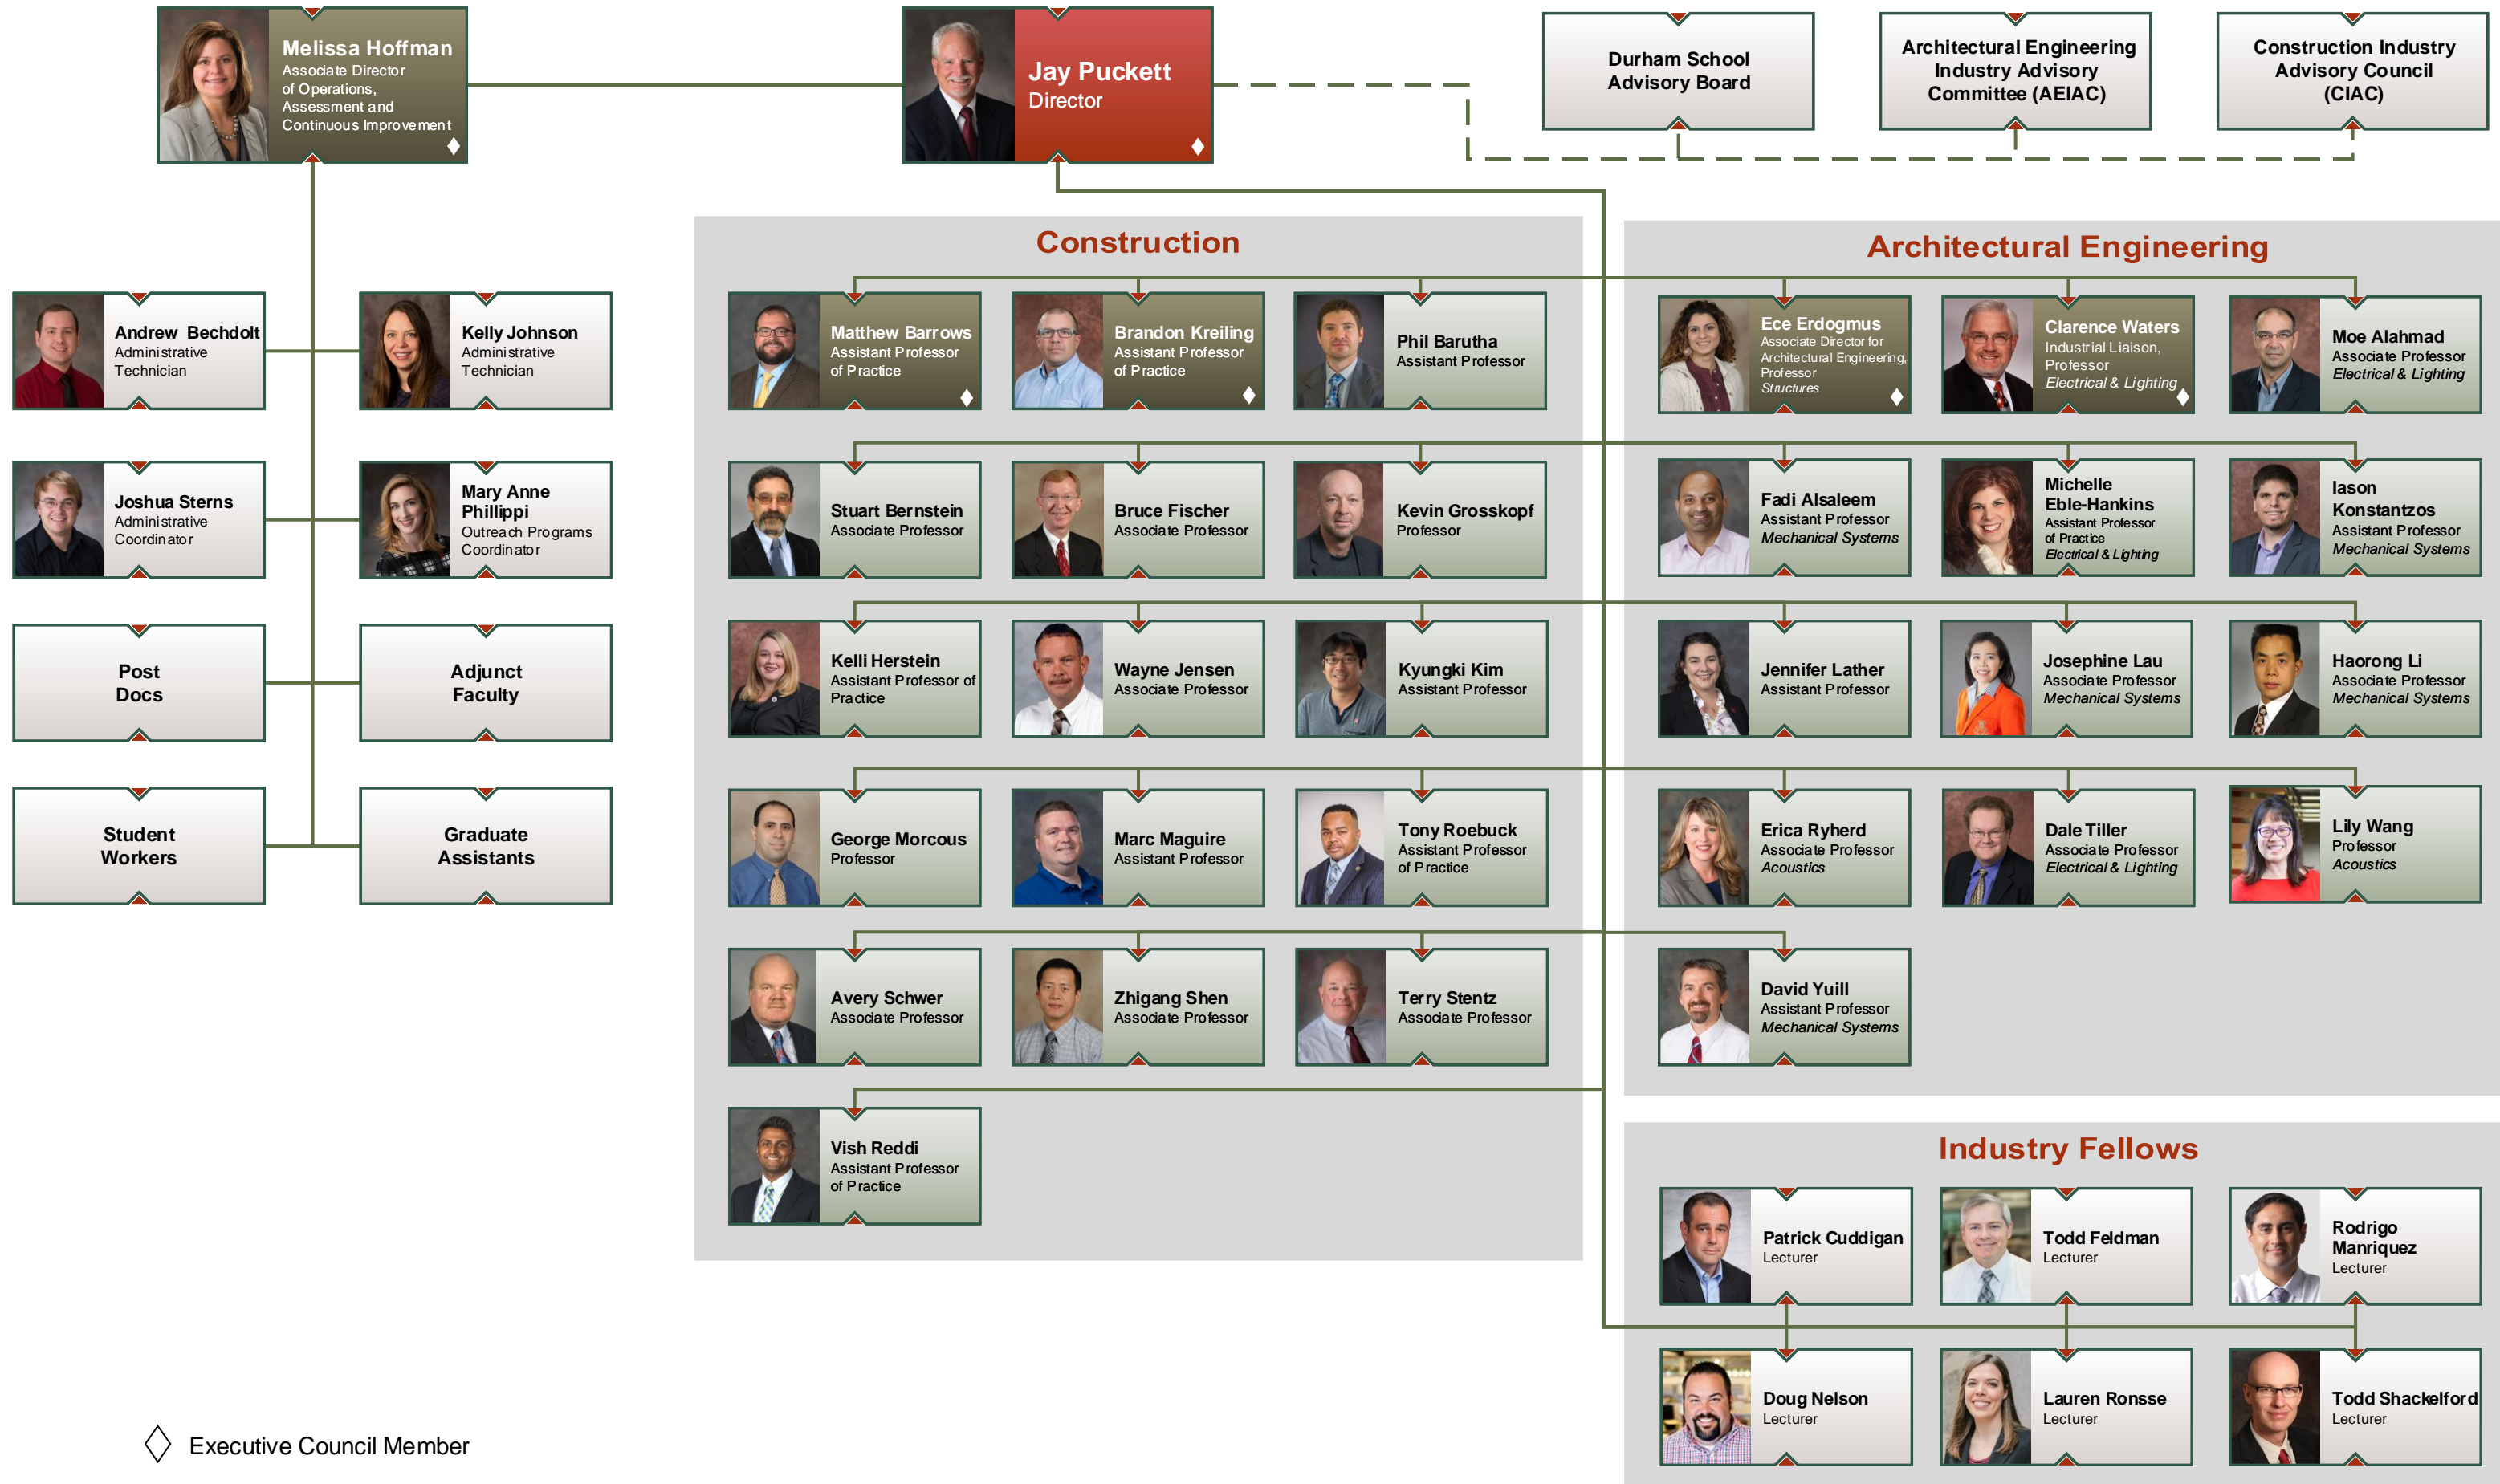 Melissa Hoffman
Associate Director
of Operations,
Assessment and
Continuous Improvement
Jay Puckett
Director
Durham School
Advisory Board
Architectural Engineering
Industry Advisory
Committee (AEIAC)
Construction Industry
Advisory Council
(CIAC)
Andrew Bechdolt
Administrative
Technician
Kelly Johnson
Administrative
Technician
Joshua Sterns
Administrative
Coordinator
Mary Anne
Phillippi
Outreach Programs
Coordinator
Post
Docs
Adjunct
Faculty
Student
Workers
Graduate
Assistants
Construction
Matthew Barrows
Assistant Professor
of Practice
Brandon Kreiling
Assistant Professor
of Practice
Phil Barutha
Assistant Professor
Stuart Bernstein
Associate Professor
Bruce Fischer
Associate Professor
Kevin Grosskopf
Professor
Kelli Herstein
Assistant Professor of
Practice
Wayne Jensen
Associate Professor
Kyungki Kim
Assistant Professor
George Morcous
Professor
Marc Maguire
Assistant Professor
Tony Roebuck
Assistant Professor
of Practice
Avery Schwer
Associate Professor
Zhigang Shen
Associate Professor
Terry Stentz
Associate Professor
Vish Reddi
Assistant Professor
of Practice
Architectural Engineering
Ece Erdogmus
Associate Director for
Architectural Engineering,
Professor
Structures
Clarence Waters
Industrial Liaison,
Professor
Electrical & Lighting
Moe Alahmad
Associate Professor
Electrical & Lighting
Fadi Alsaleem
Assistant Professor
Mechanical Systems
Michelle
Eble-Hankins
Assistant Professor
of Practice
Electrical & Lighting
Iason
Konstantzos
Assistant Professor
Mechanical Systems
Jennifer Lather
Assistant Professor
Josephine Lau
Associate Professor
Mechanical Systems
Haorong Li
Associate Professor
Mechanical Systems
Erica Ryherd
Associate Professor
Acoustics
Dale Tiller
Associate Professor
Electrical & Lighting
Lily Wang
Professor
Acoustics
David Yuill
Assistant Professor
Mechanical Systems
Industry Fellows
Patrick Cuddigan
Lecturer
Todd Feldman
Lecturer
Rodrigo
Manriquez
Lecturer
Doug Nelson
Lecturer
Lauren Ronsse
Lecturer
Todd Shackelford
Lecturer
Executive Council Member